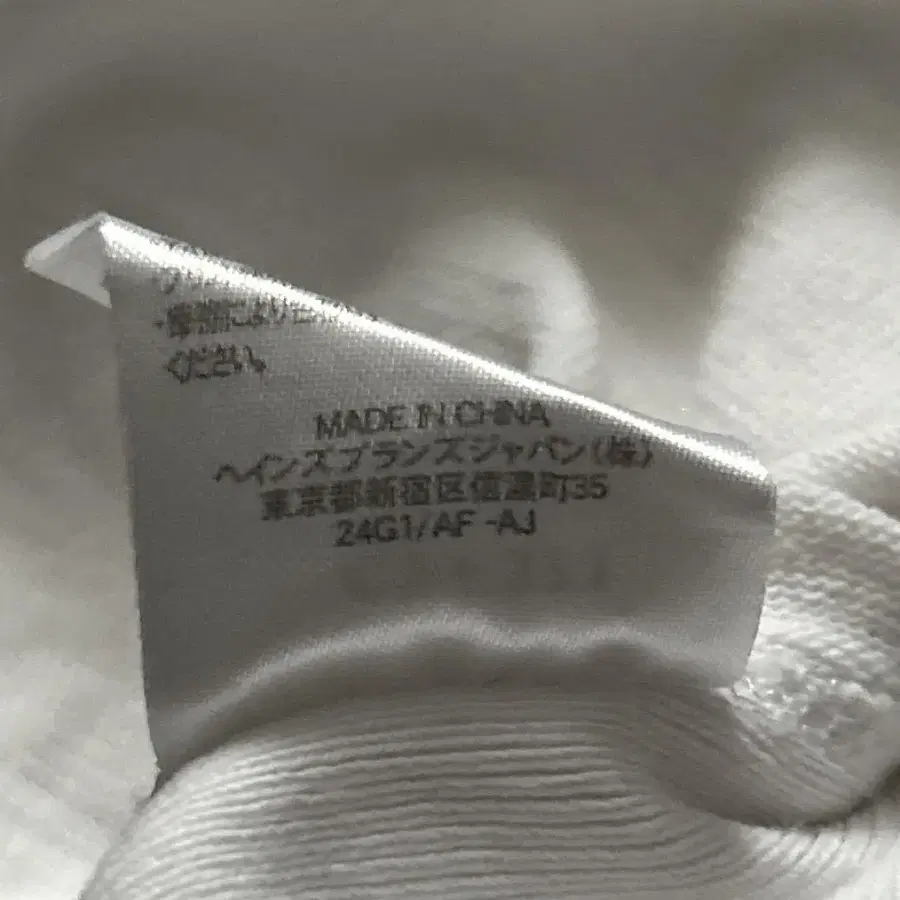 ください。
MADE IN CHINA
ヘインズブランズジャパン(株)
東京都新宿区信濃町35
24G1/AF-AJ